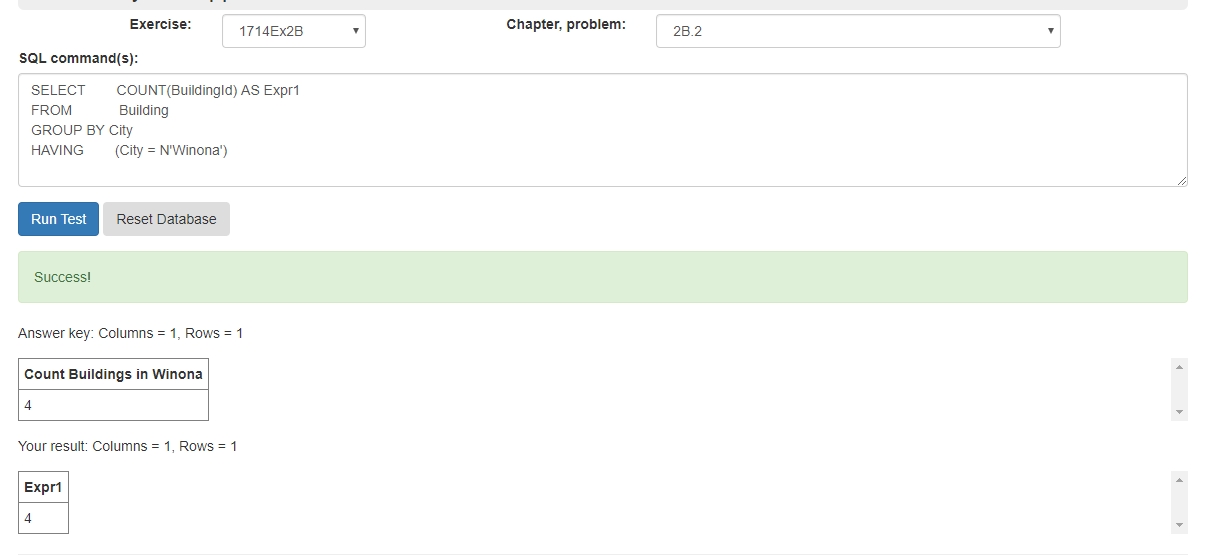 Exercise: 1714Ex2B Chapter, problem: 2B.2
SQL command(s):
SELECT COUNT(BuildingId) AS Expr1
FROM Building
GROUP BY City
HAVING (City = N'Winona')
Run Test Reset Database
Success!
Answer key: Columns = 1, Rows = 1
Count Buildings in Winona
4
Your result: Columns = 1, Rows = 1
Expr1
4